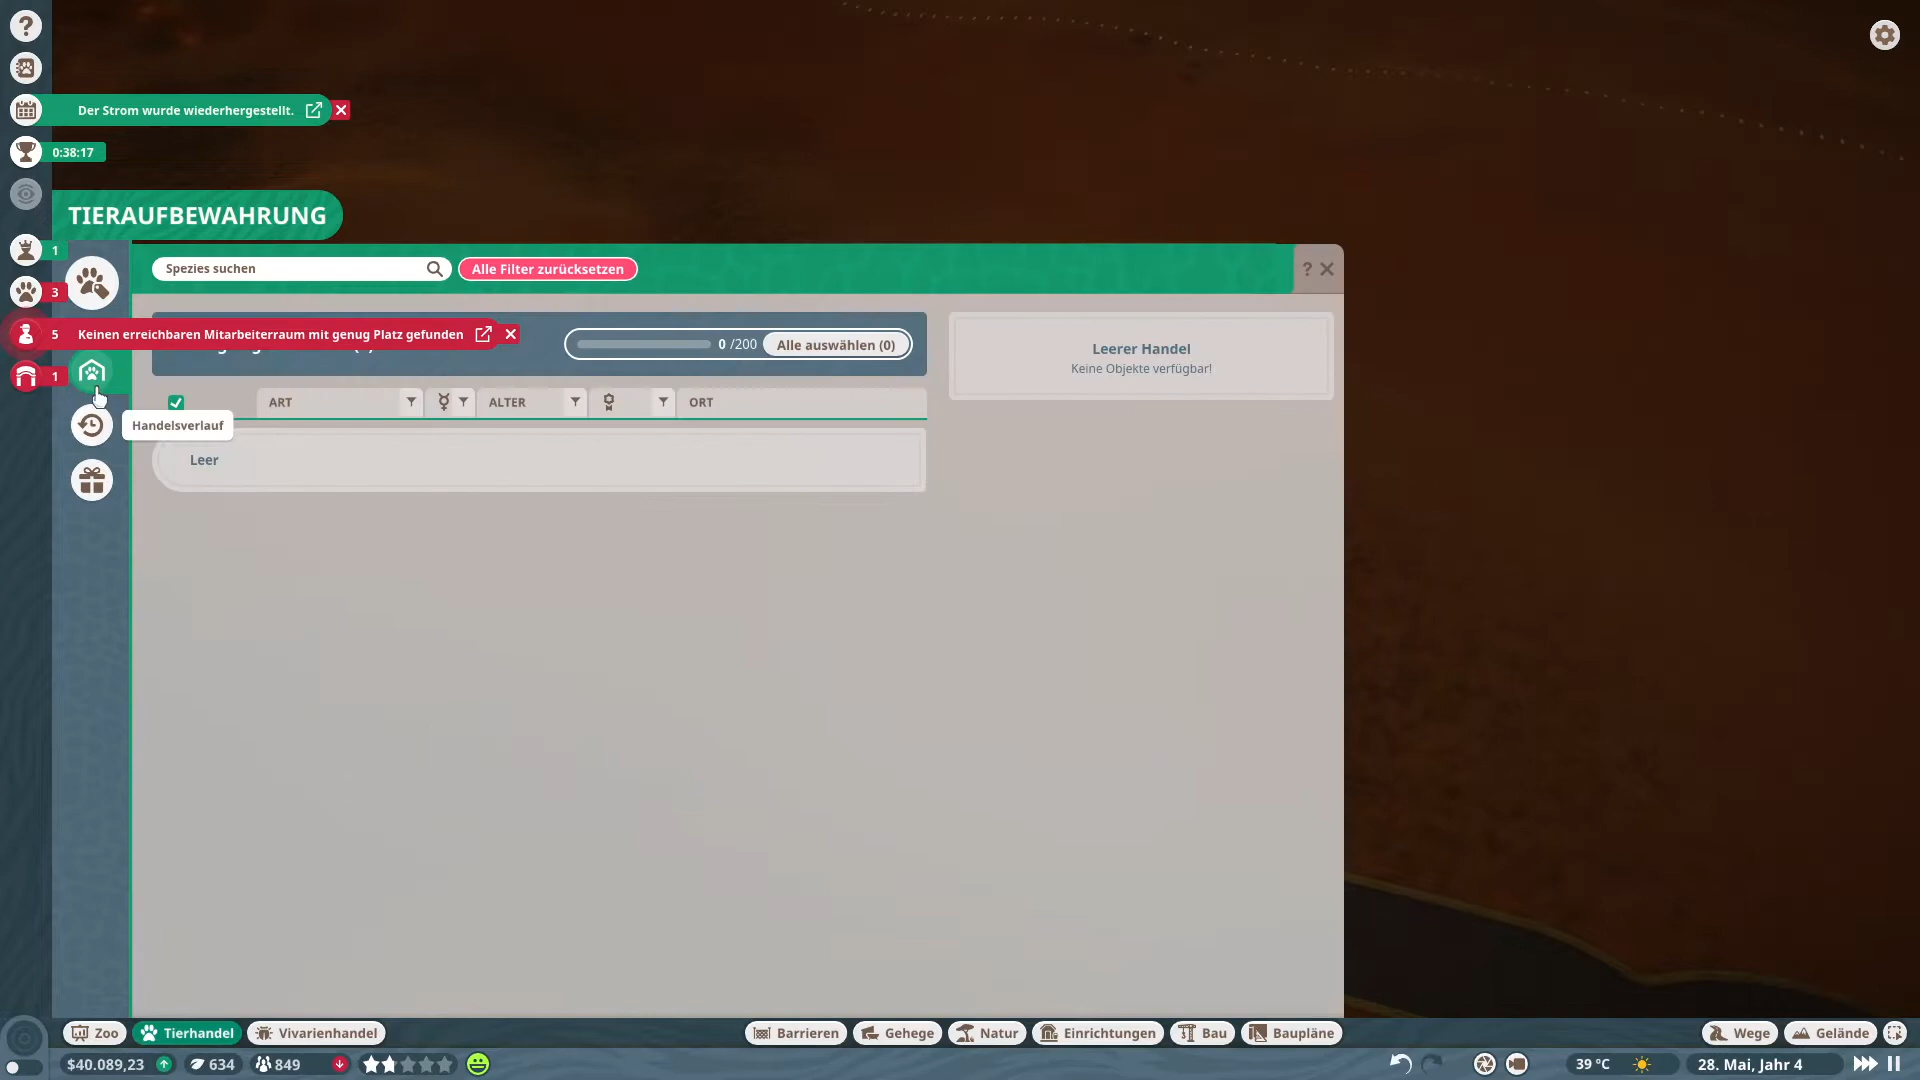 ?
Der Strom wurde wiederhergestellt.
0:38:17
TIERAUFBEWAHRUNG
1
Spezies suchen
Alle Filter zurücksetzen
?
3
5
Keinen erreichbaren Mitarbeiterraum mit genug Platz gefunden
0 /200
Alle auswählen (0)
Leerer Handel
Keine Objekte verfügbar!
1
ART
ALTER
ORT
Handelsverlauf
Leer
Zoo
Tierhandel
Vivarienhandel
Barrieren
Gehege
Natur
Einrichtungen
Bau
Baupläne
Wege
Gelände
$40.089,23
634
849
39 °C
28. Mai, Jahr 4